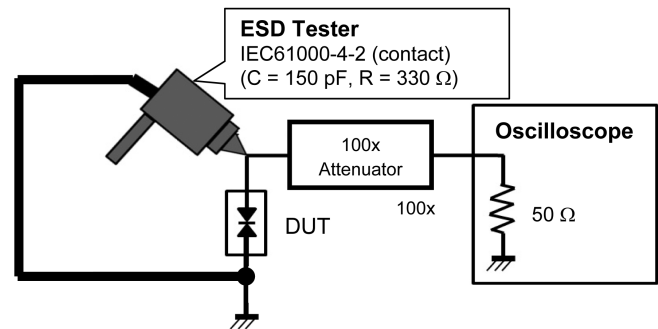 ESD Tester
IEC61000-4-2 (contact)
(C = 150 pF, R = 330 Ω)
Oscilloscope
100x
Attenuator
100x
50 Ω
DUT